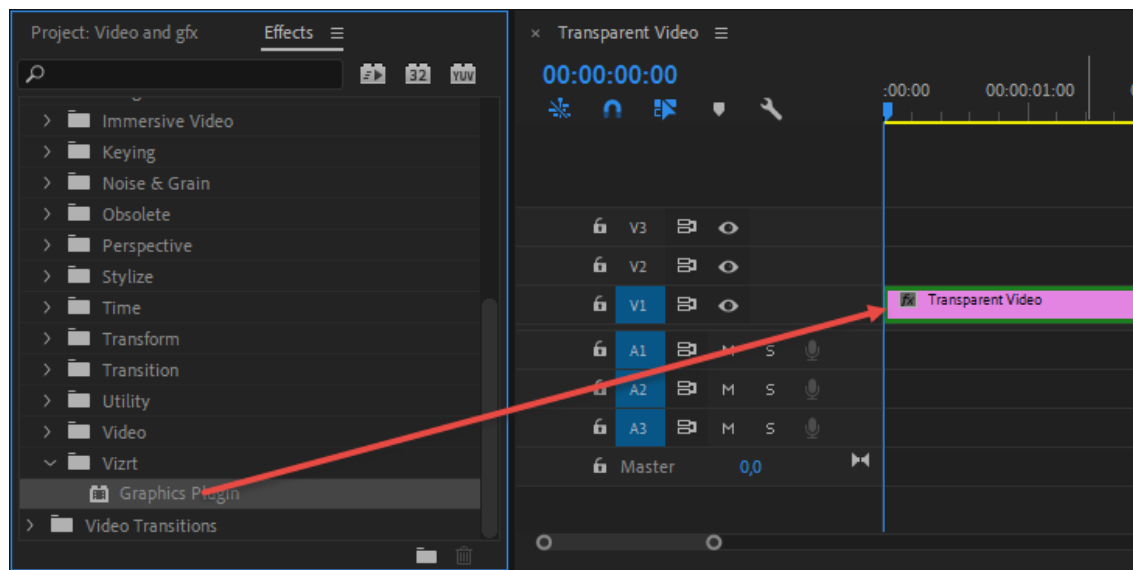 Project: Video and gfx
Effects
32
YUV
Immersive Video
Keying
Noise & Grain
Obsolete
Perspective
Stylize
Time
Transform
Transition
Utility
Video
Vizrt
Graphics Plugin
Video Transitions
× Transparent Video
00:00:00:00
:00:00 00:00:01:00
V3
V2
V1 fx Transparent Video
A1 M S
A2 M S
A3 M S
Master 0,0